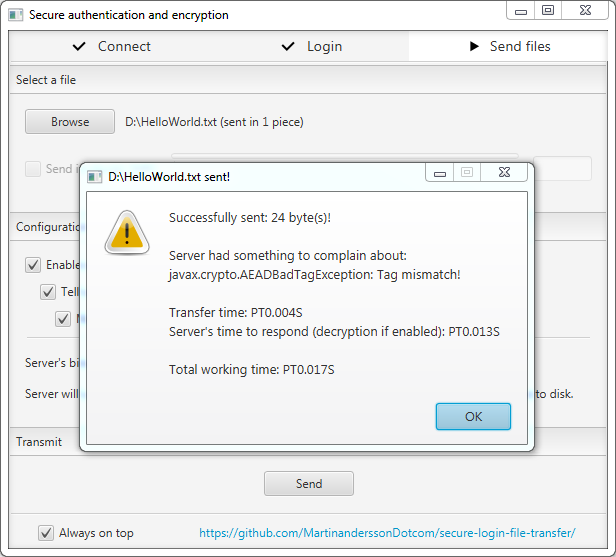 Secure authentication and encryption
Connect
Login
Send files
Select a file
Browse
D:\HelloWorld.txt (sent in 1 piece)
Send
D:\HelloWorld.txt sent!
Successfully sent: 24 byte(s)!
Server had something to complain about:
javax.crypto.AEADBadTagException: Tag mismatch!
Transfer time: PT0.004S
Server's time to respond (decryption if enabled): PT0.013S
Total working time: PT0.017S
OK
Configuratio
Enable
Tell
Server's bi
Server will
to disk.
Transmit
Send
Always on top
https://github.com/MartinanderssonDotcom/secure-login-file-transfer/